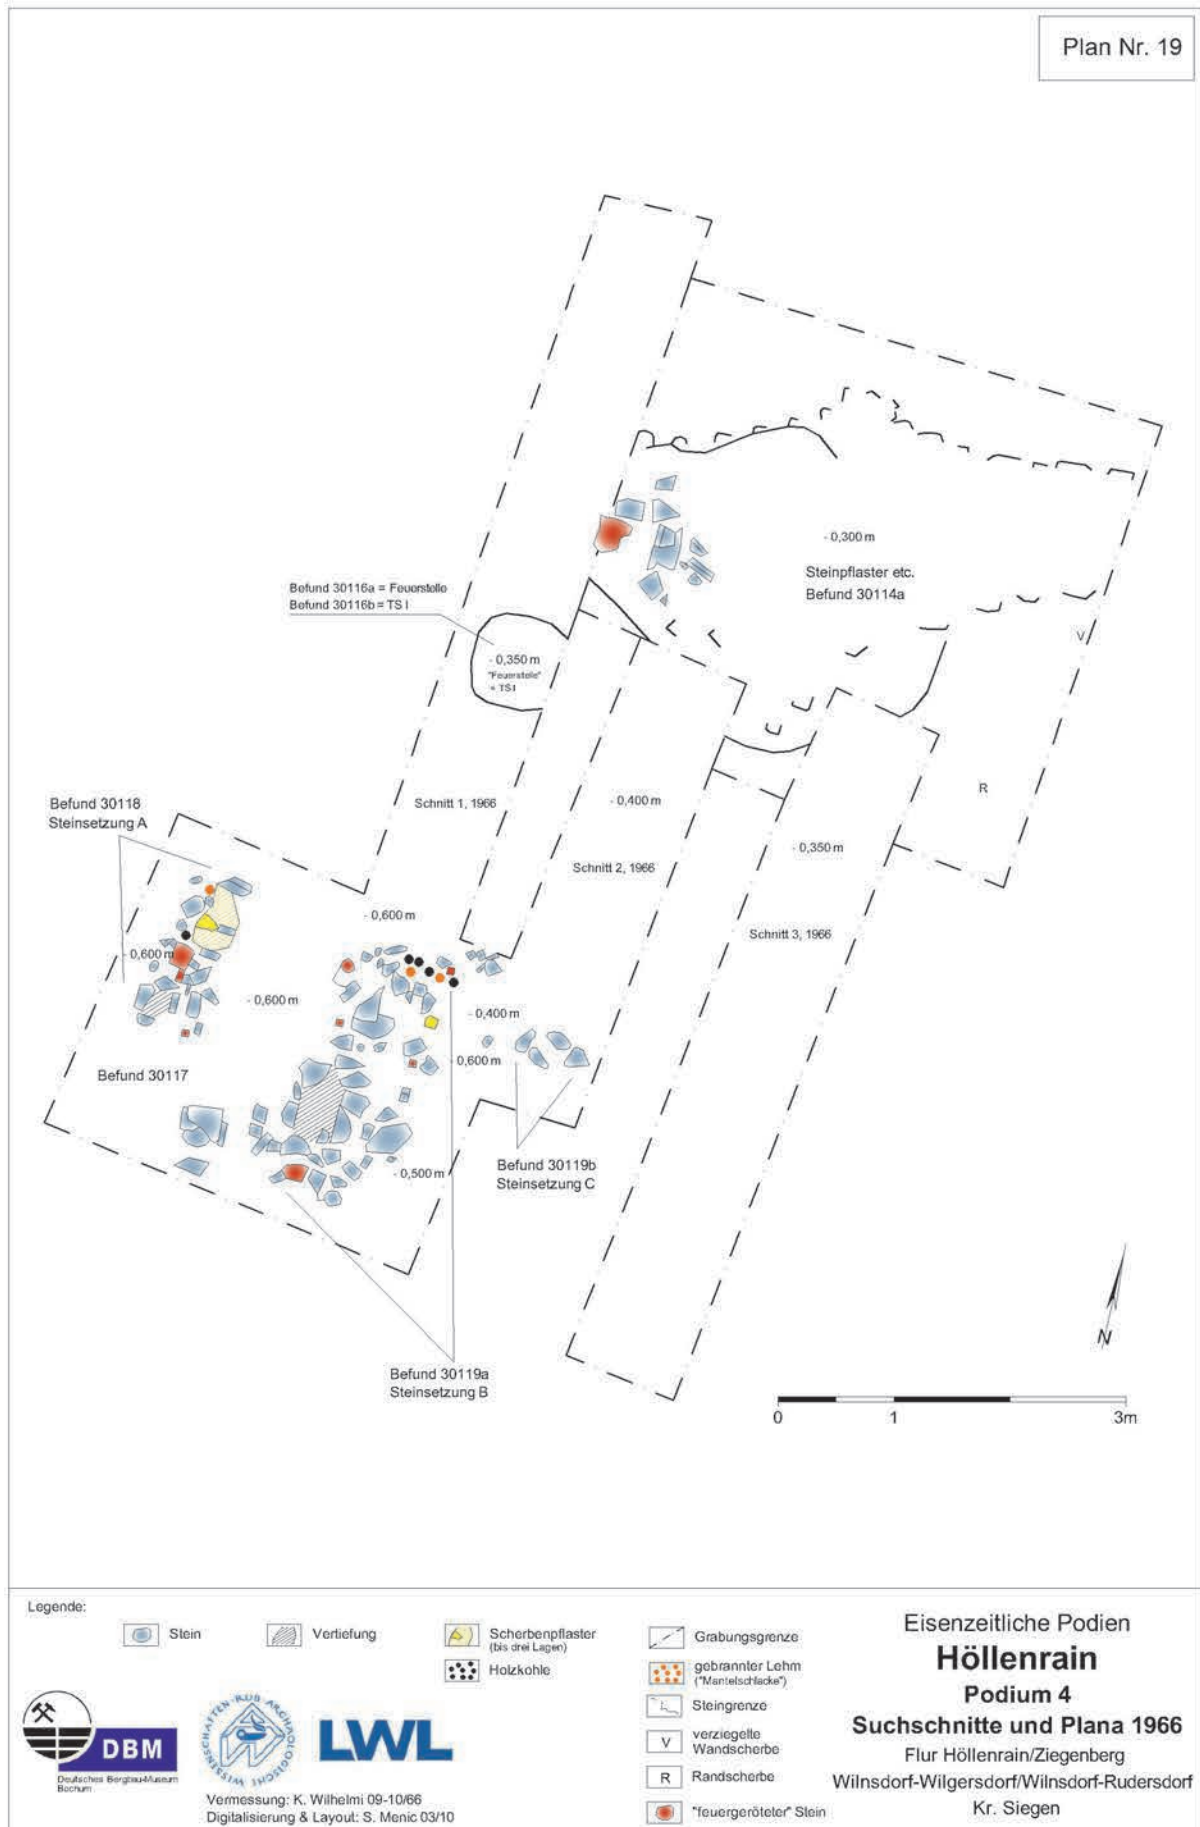 Plan Nr. 19
- 0,300 m
Steinpflaster etc.
Befund 30114a
Befund 30116a = Feuerstelle
Befund 30116b = TS I
- 0,350 m
"Feuerstelle"
= TS I
V
R
Befund 30118
Steinsetzung A
Schnitt 1, 1966
- 0,400 m
- 0,350 m
Schnitt 2, 1966
- 0,600 m
Schnitt 3, 1966
- 0,600 m
- 0,600 m
- 0,400 m
- 0,600 m
Befund 30117
Befund 30119b
Steinsetzung C
- 0,500 m
Befund 30119a
Steinsetzung B
N
0 1 3m
Legende:
Stein
Vertiefung
Scherbenpflaster
(bis drei Lagen)
Holzkohle
Grabungsgrenze
gebrannter Lehm
("Mantelschlacke")
Steingrenze
V verziegelte
Wandscherbe
R Randscherbe
"feuergeröteter" Stein
DBM
Deutsches Bergbau-Museum
Bochum
ARCHÄOLOGISCHE WISSENSCHAFTEN-RUB
LWL
Vermessung: K. Wilhelmi 09-10/66
Digitalisierung & Layout: S. Menic 03/10
Eisenzeitliche Podien
Höllenrain
Podium 4
Suchschnitte und Plana 1966
Flur Höllenrain/Ziegenberg
Wilnsdorf-Wilgersdorf/Wilnsdorf-Rudersdorf
Kr. Siegen